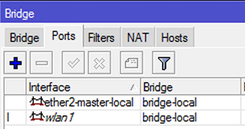 Bridge
Bridge Ports Filters NAT Hosts
Interface Bridge
ether2-master-local bridge-local
I wlan1 bridge-local